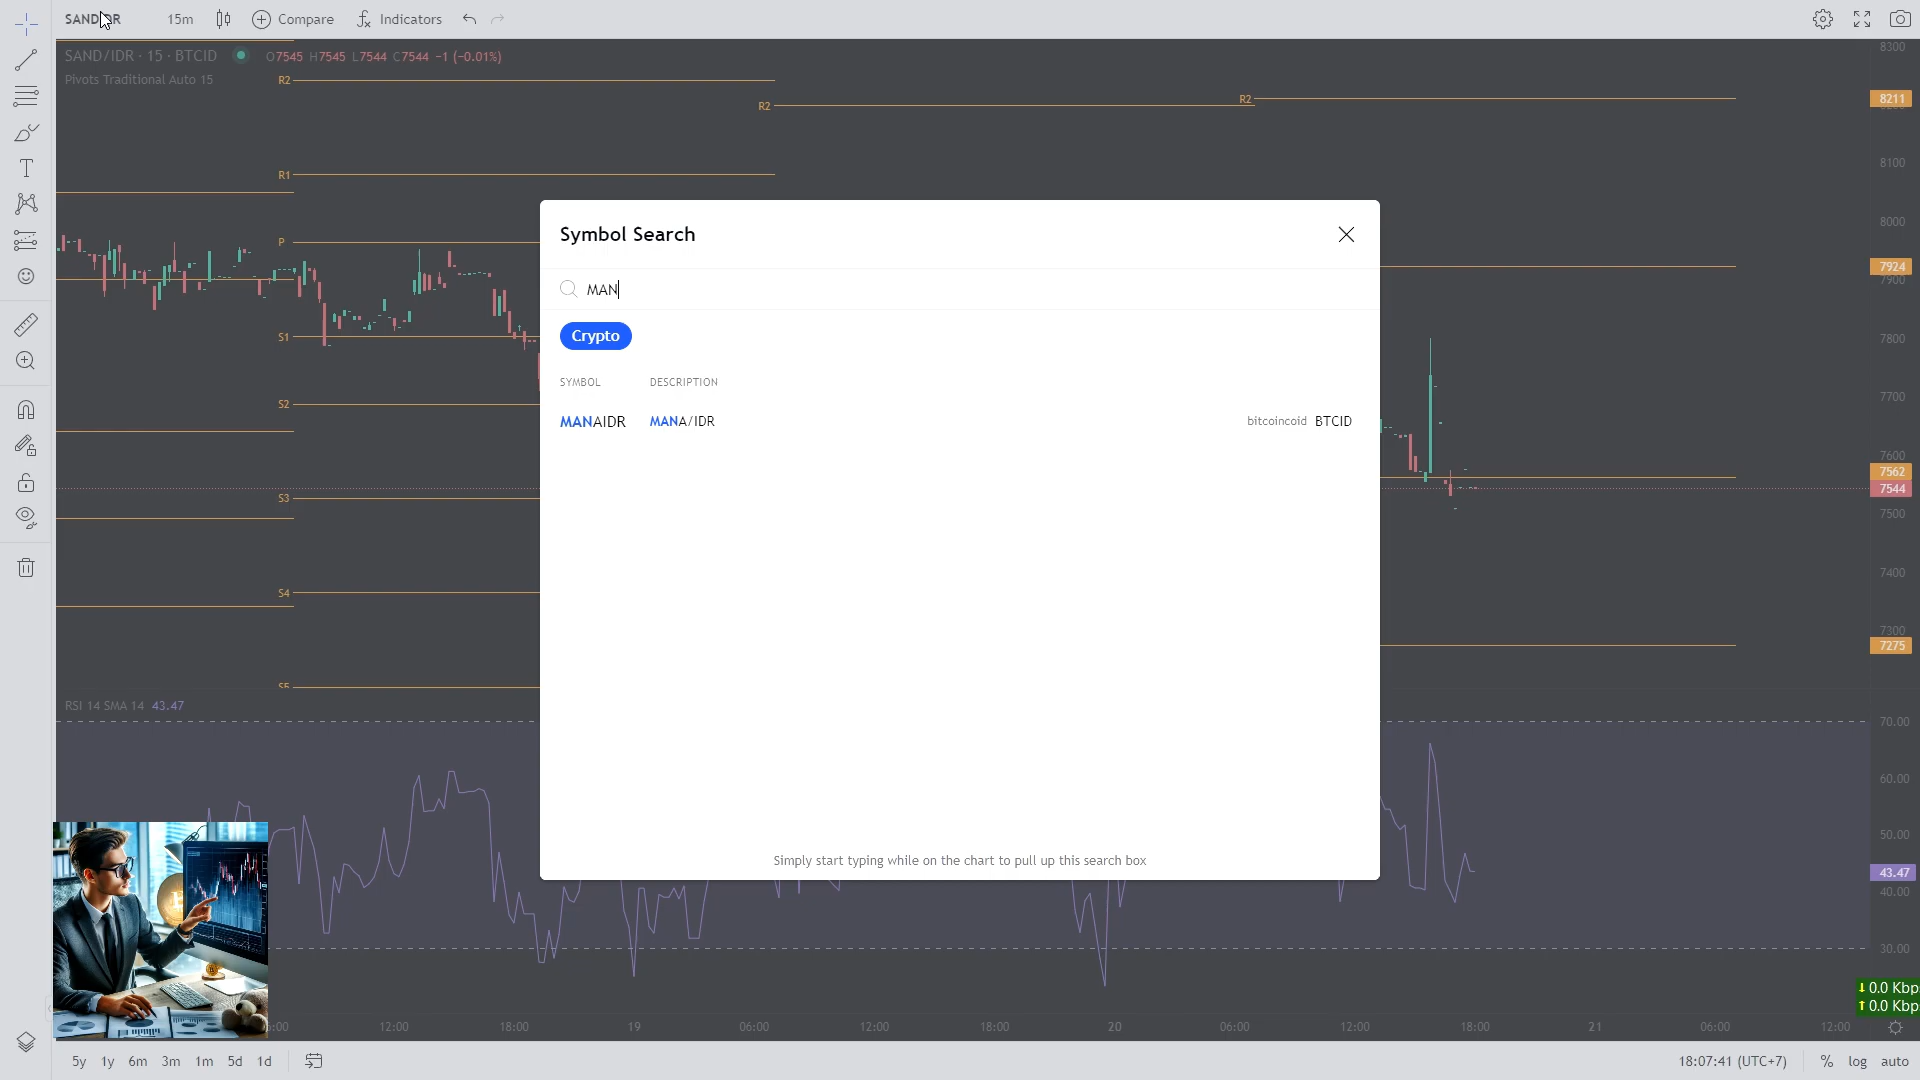 SANDIDR 15m Compare Indicators
SAND/IDR · 15 · BTCID O7545 H7545 L7544 C7544 −1 (−0.01%)
Pivots Traditional Auto 15
R2
R2
R2
R1
P
S1
S2
S3
S4
S5
8300
8211
8100
8000
7924
7900
7800
7700
7600
7562
7544
7500
7400
7300
7275
Symbol Search
MAN
Crypto
SYMBOL DESCRIPTION
MANAIDR MANA/IDR bitcoincoid BTCID
Simply start typing while on the chart to pull up this search box
RSI 14 SMA 14 43.47
70.00
60.00
50.00
43.47
40.00
30.00
↓0.0 Kbp
↑0.0 Kbp
12:00 18:00 19 06:00 12:00 18:00 20 06:00 12:00 18:00 21 06:00 12:00
5y 1y 6m 3m 1m 5d 1d 18:07:41 (UTC+7) % log auto